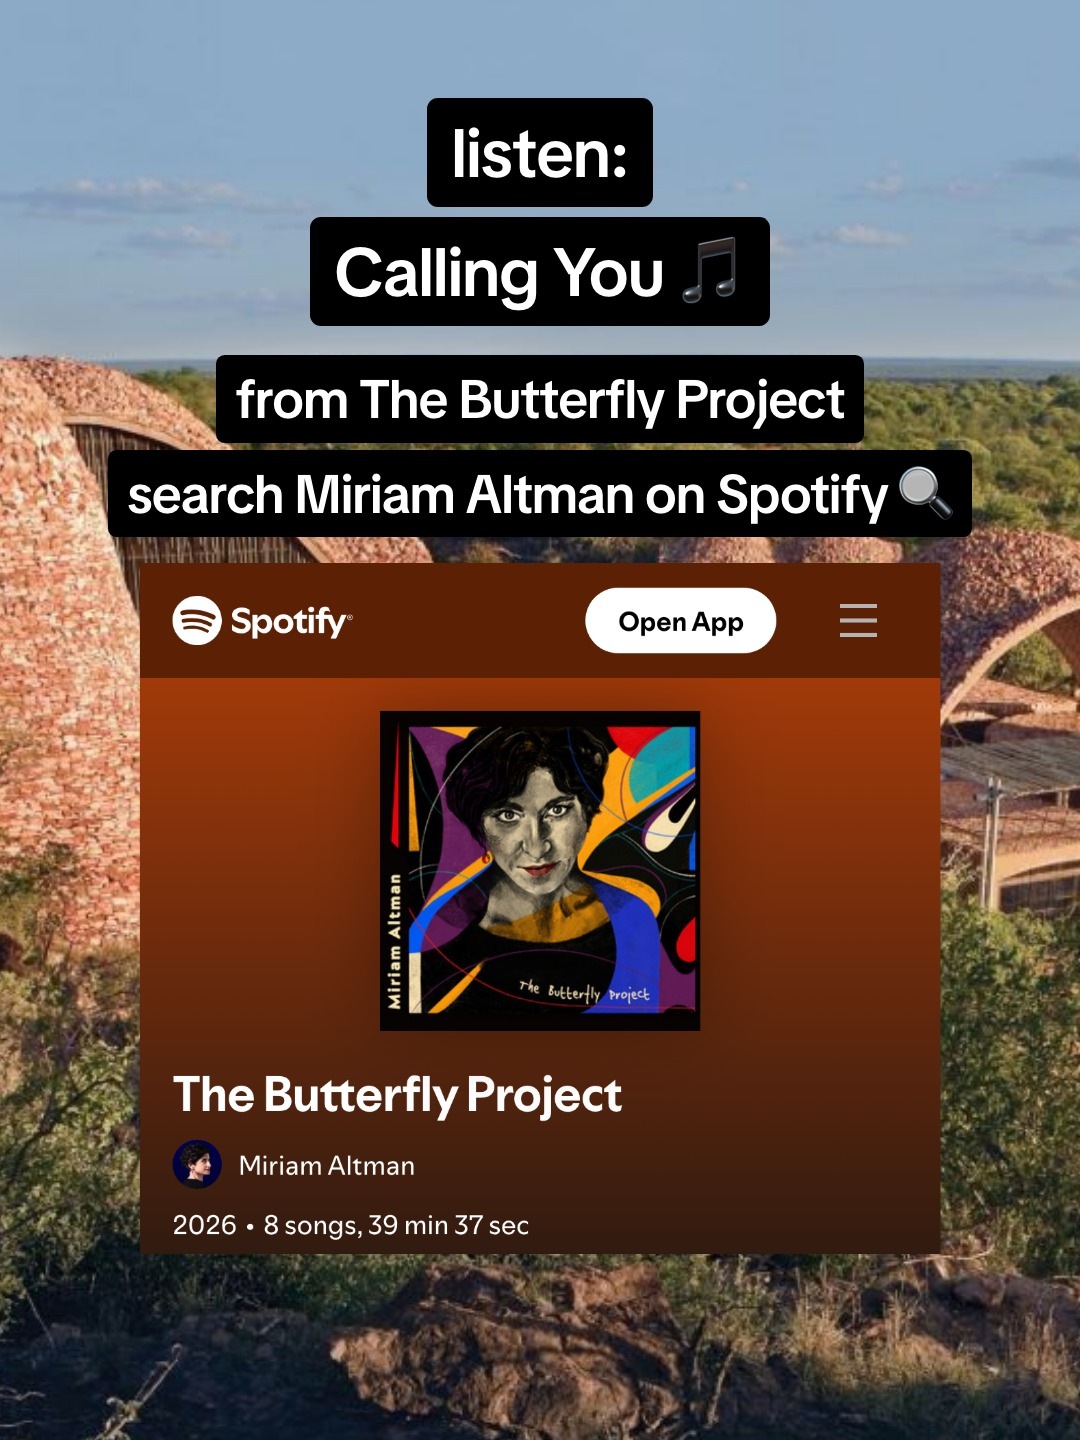 listen:
Calling You 🎵
from The Butterfly Project
search Miriam Altman on Spotify 🔍
Spotify®
Open App
Miriam Altman
The Butterfly Project
The Butterfly Project
Miriam Altman
2026 • 8 songs, 39 min 37 sec